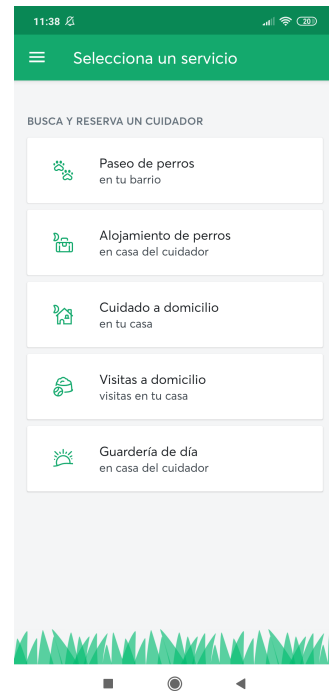 11:38
20
Selecciona un servicio
BUSCA Y RESERVA UN CUIDADOR
Paseo de perros
en tu barrio
Alojamiento de perros
en casa del cuidador
Cuidado a domicilio
en tu casa
Visitas a domicilio
visitas en tu casa
Guardería de día
en casa del cuidador